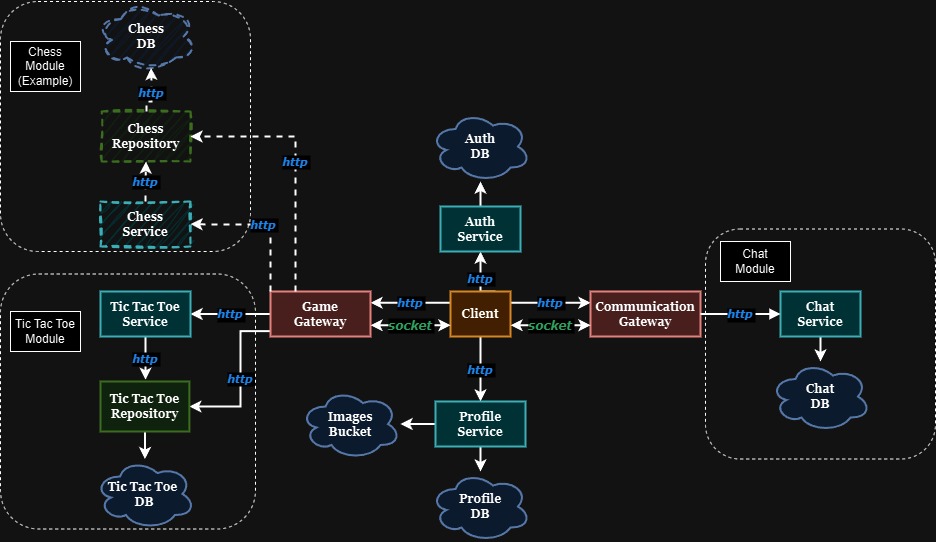 Chess
Module
(Example)
Chess
DB
http
Chess
Repository
http
http
Chess
Service
http
Auth
DB
Auth
Service
http
Chat
Module
Tic Tac Toe
Module
Tic Tac Toe
Service
http
Game
Gateway
http
socket
Client
http
socket
Communication
Gateway
http
Chat
Service
http
http
http
Tic Tac Toe
Repository
Images
Bucket
Profile
Service
Chat
DB
Tic Tac Toe
DB
Profile
DB